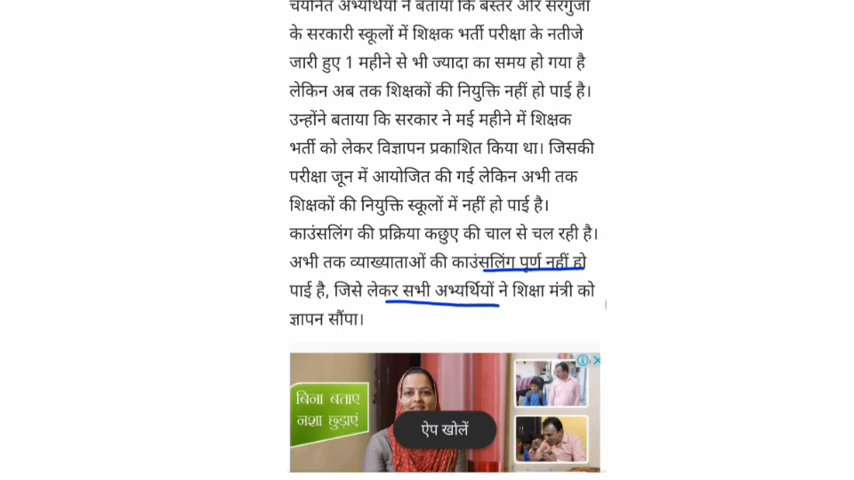 चयनित अभ्यर्थियों ने बताया कि बस्तर और सरगुजा
के सरकारी स्कूलों में शिक्षक भर्ती परीक्षा के नतीजे
जारी हुए 1 महीने से भी ज्यादा का समय हो गया है
लेकिन अब तक शिक्षकों की नियुक्ति नहीं हो पाई है।
उन्होंने बताया कि सरकार ने मई महीने में शिक्षक
भर्ती को लेकर विज्ञापन प्रकाशित किया था। जिसकी
परीक्षा जून में आयोजित की गई लेकिन अभी तक
शिक्षकों की नियुक्ति स्कूलों में नहीं हो पाई है।
काउंसलिंग की प्रक्रिया कछुए की चाल से चल रही है।
अभी तक व्याख्याताओं की काउंसलिंग पूर्ण नहीं हो
पाई है, जिसे लेकर सभी अभ्यर्थियों ने शिक्षा मंत्री को
ज्ञापन सौंपा।
बिना बताए
नशा छुड़ाएं
ऐप खोलें